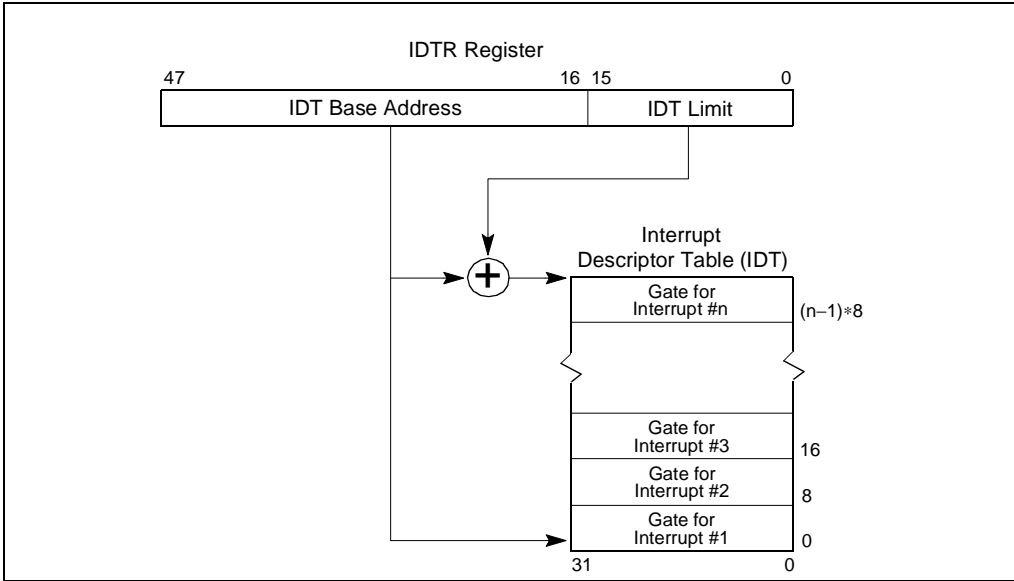 IDTR Register
47 16 15 0
IDT Base Address IDT Limit
Interrupt
Descriptor Table (IDT)
+
Gate for
Interrupt #n
(n−1)∗8
Gate for
Interrupt #3
16
Gate for
Interrupt #2
8
Gate for
Interrupt #1
0
31 0